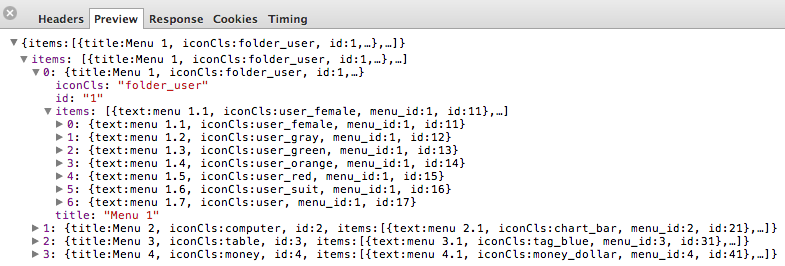 Headers Preview Response Cookies Timing
{items:[{title:Menu 1, iconCls:folder_user, id:1,…},…]}
items: [{title:Menu 1, iconCls:folder_user, id:1,…},…]
0: {title:Menu 1, iconCls:folder_user, id:1,…}
iconCls: "folder_user"
id: "1"
items: [{text:menu 1.1, iconCls:user_female, menu_id:1, id:11},…]
0: {text:menu 1.1, iconCls:user_female, menu_id:1, id:11}
1: {text:menu 1.2, iconCls:user_gray, menu_id:1, id:12}
2: {text:menu 1.3, iconCls:user_green, menu_id:1, id:13}
3: {text:menu 1.4, iconCls:user_orange, menu_id:1, id:14}
4: {text:menu 1.5, iconCls:user_red, menu_id:1, id:15}
5: {text:menu 1.6, iconCls:user_suit, menu_id:1, id:16}
6: {text:menu 1.7, iconCls:user, menu_id:1, id:17}
title: "Menu 1"
1: {title:Menu 2, iconCls:computer, id:2, items:[{text:menu 2.1, iconCls:chart_bar, menu_id:2, id:21},…]}
2: {title:Menu 3, iconCls:table, id:3, items:[{text:menu 3.1, iconCls:tag_blue, menu_id:3, id:31},…]}
3: {title:Menu 4, iconCls:money, id:4, items:[{text:menu 4.1, iconCls:money_dollar, menu_id:4, id:41},…]}